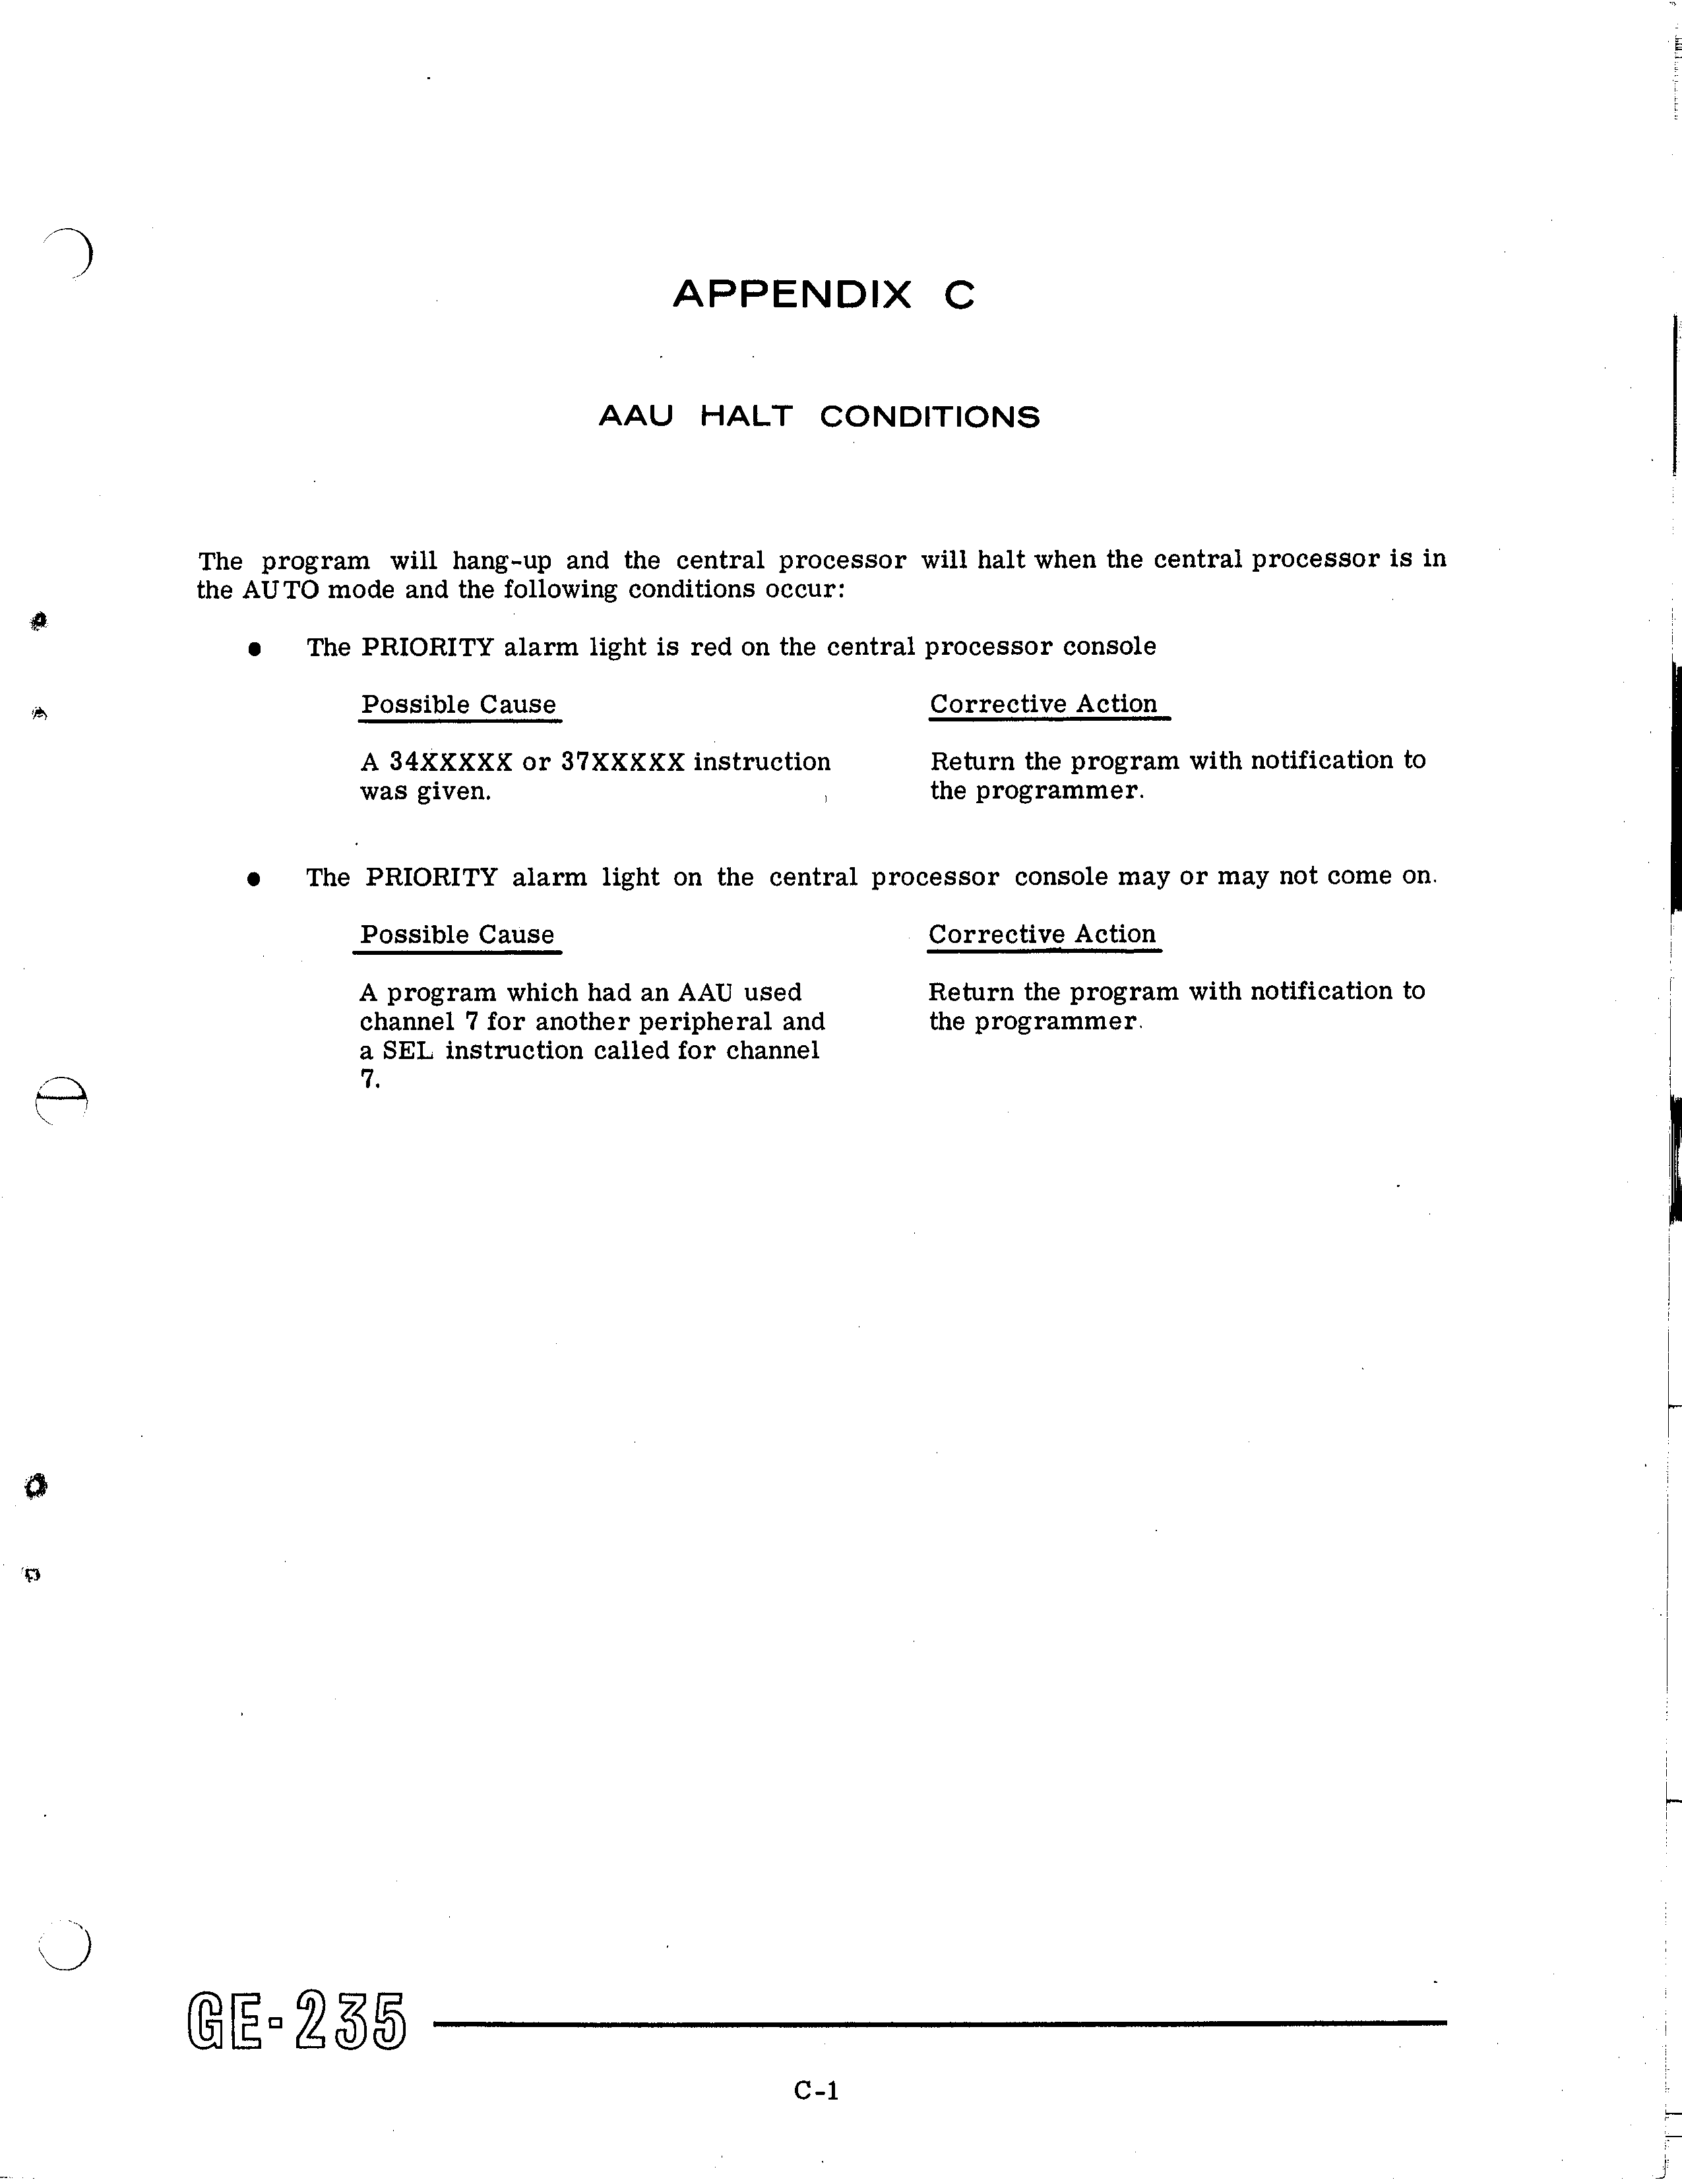 APPENDIX C
AAU HALT CONDITIONS
The program will hang-up and the central processor will halt when the central processor is in
the AUTO mode and the following conditions occur:
● The PRIORITY alarm light is red on the central processor console
Possible Cause
Corrective Action
A 34XXXXX or 37XXXXX instruction
was given.
Return the program with notification to
the programmer.
● The PRIORITY alarm light on the central processor console may or may not come on.
Possible Cause
Corrective Action
A program which had an AAU used
channel 7 for another peripheral and
a SEL instruction called for channel
7.
Return the program with notification to
the programmer.
GE-235
C-1